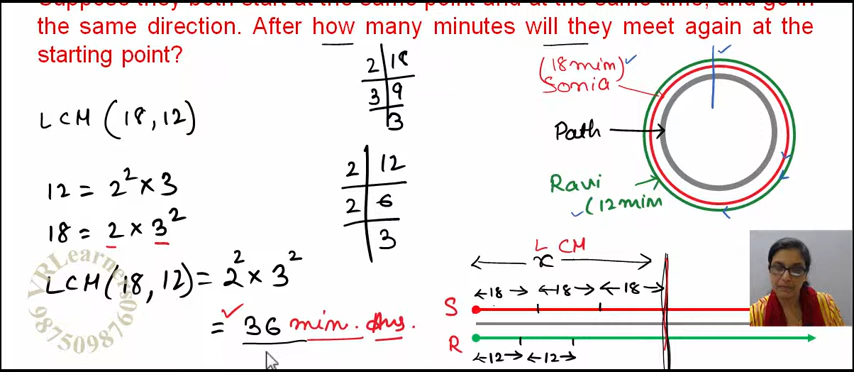 Suppose they both start at the same point and at the same time, and go in
the same direction. After how many minutes will they meet again at the
starting point?
LCM (18, 12)
12 = 2² × 3
18 = 2 × 3²
LCM (18, 12) = 2² × 3²
= 36 min. Ans.
2 | 18
3 | 9
3
2 | 12
2 | 6
3
(18 min)
Sonia
Path
Ravi
(12 min
LCM
x
18 18 18
S
R
12 12
VRLearners
9875098760